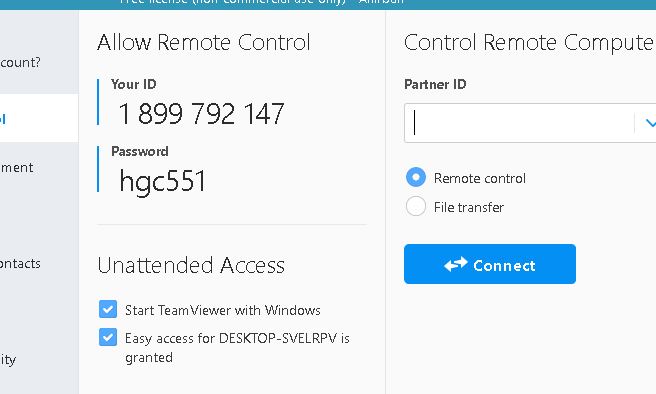 Free license (non-commercial use only) - Anirban
Allow Remote Control
Control Remote Compute
count?
Your ID
1 899 792 147
Partner ID
l
Password
hgc551
ment
Remote control
File transfer
ontacts
Unattended Access
Connect
Start TeamViewer with Windows
Easy access for DESKTOP-SVELRPV is
granted
ity